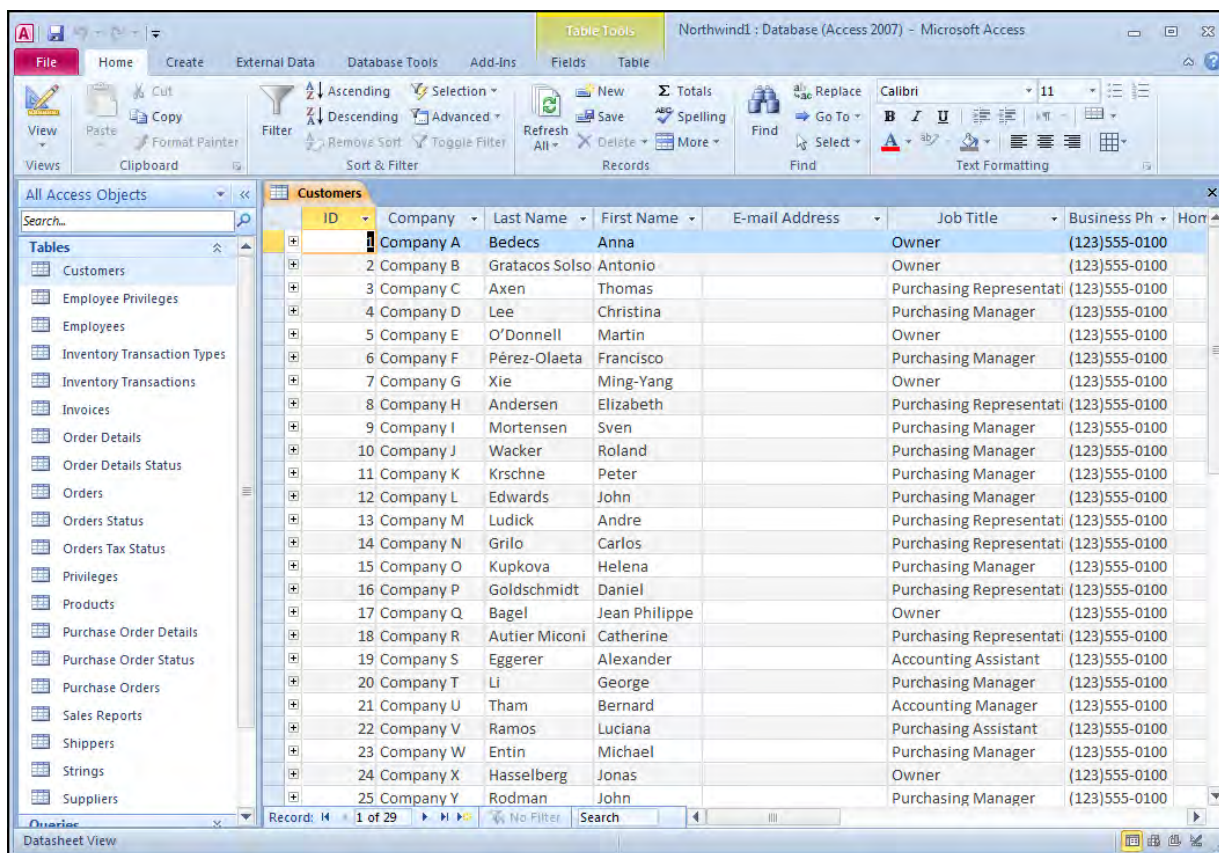 Table Tools Northwind1 : Database (Access 2007) - Microsoft Access
File Home Create External Data Database Tools Add-Ins Fields Table
View
Views
Paste
Cut
Copy
Format Painter
Clipboard
Filter
Ascending
Descending
Remove Sort
Selection
Advanced
Toggle Filter
Sort & Filter
Refresh
All
New
Save
Delete
Totals
Spelling
More
Records
Find
Replace
Go To
Select
Find
Calibri 11
B I U
A
Text Formatting
All Access Objects
Search...
Tables
Customers
Employee Privileges
Employees
Inventory Transaction Types
Inventory Transactions
Invoices
Order Details
Order Details Status
Orders
Orders Status
Orders Tax Status
Privileges
Products
Purchase Order Details
Purchase Order Status
Purchase Orders
Sales Reports
Shippers
Strings
Suppliers
Queries
Customers
ID Company Last Name First Name E-mail Address Job Title Business Ph Hom
1 Company A Bedecs Anna Owner (123)555-0100
2 Company B Gratacos Solso Antonio Owner (123)555-0100
3 Company C Axen Thomas Purchasing Representati (123)555-0100
4 Company D Lee Christina Purchasing Manager (123)555-0100
5 Company E O’Donnell Martin Owner (123)555-0100
6 Company F Pérez-Olaeta Francisco Purchasing Manager (123)555-0100
7 Company G Xie Ming-Yang Owner (123)555-0100
8 Company H Andersen Elizabeth Purchasing Representati (123)555-0100
9 Company I Mortensen Sven Purchasing Manager (123)555-0100
10 Company J Wacker Roland Purchasing Manager (123)555-0100
11 Company K Krschne Peter Purchasing Manager (123)555-0100
12 Company L Edwards John Purchasing Manager (123)555-0100
13 Company M Ludick Andre Purchasing Representati (123)555-0100
14 Company N Grilo Carlos Purchasing Representati (123)555-0100
15 Company O Kupkova Helena Purchasing Manager (123)555-0100
16 Company P Goldschmidt Daniel Purchasing Representati (123)555-0100
17 Company Q Bagel Jean Philippe Owner (123)555-0100
18 Company R Autier Miconi Catherine Purchasing Representati (123)555-0100
19 Company S Eggerer Alexander Accounting Assistant (123)555-0100
20 Company T Li George Purchasing Manager (123)555-0100
21 Company U Tham Bernard Accounting Manager (123)555-0100
22 Company V Ramos Luciana Purchasing Assistant (123)555-0100
23 Company W Entin Michael Purchasing Manager (123)555-0100
24 Company X Hasselberg Jonas Owner (123)555-0100
25 Company Y Rodman John Purchasing Manager (123)555-0100
Record: 1 of 29 No Filter Search
Datasheet View